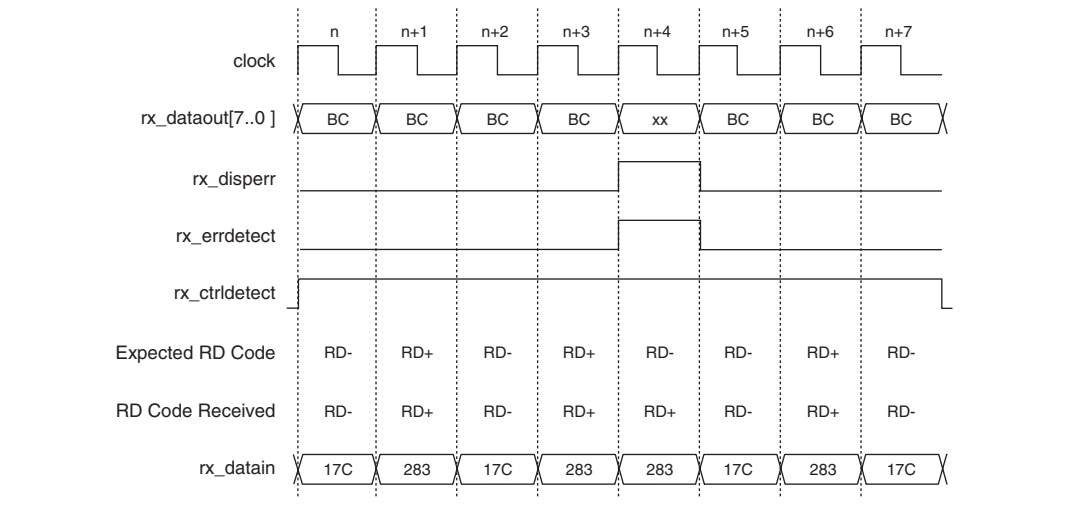 n n+1 n+2 n+3 n+4 n+5 n+6 n+7
clock
rx_dataout[7..0 ] BC BC BC BC xx BC BC BC
rx_disperr
rx_errdetect
rx_ctrldetect
Expected RD Code RD- RD+ RD- RD+ RD- RD- RD+ RD-
RD Code Received RD- RD+ RD- RD+ RD+ RD- RD+ RD-
rx_datain 17C 283 17C 283 283 17C 283 17C